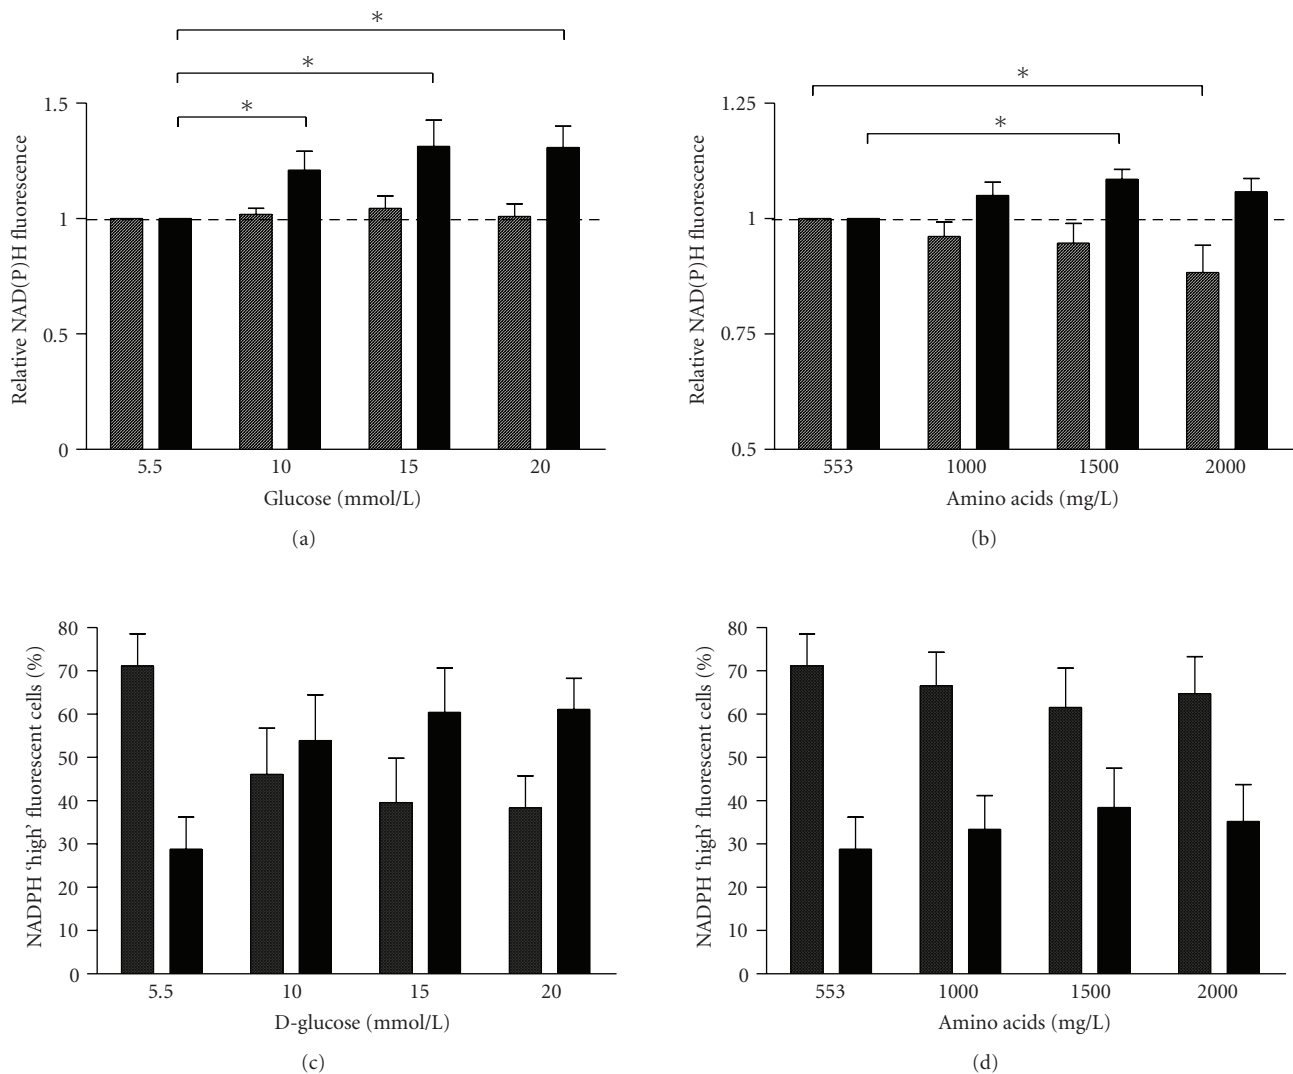 *
*
*
1.5
1
0.5
0
Relative NAD(P)H fluorescence
5.5 10 15 20
Glucose (mmol/L)
(a)
*
*
1.25
1
0.75
0.5
Relative NAD(P)H fluorescence
553 1000 1500 2000
Amino acids (mg/L)
(b)
80
70
60
50
40
30
20
10
0
NADPH ‘high’ fluorescent cells (%)
5.5 10 15 20
D-glucose (mmol/L)
(c)
80
70
60
50
40
30
20
10
0
NADPH ‘high’ fluorescent cells (%)
553 1000 1500 2000
Amino acids (mg/L)
(d)